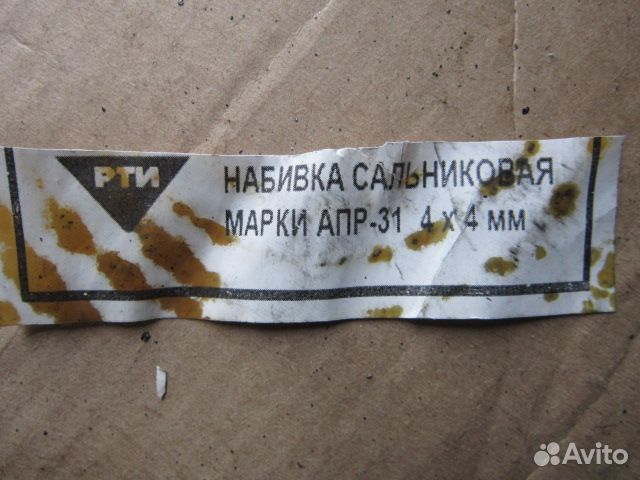 РТИ
НАБИВКА САЛЬНИКОВАЯ
МАРКИ АПР-31 4 х 4 мм
Avito